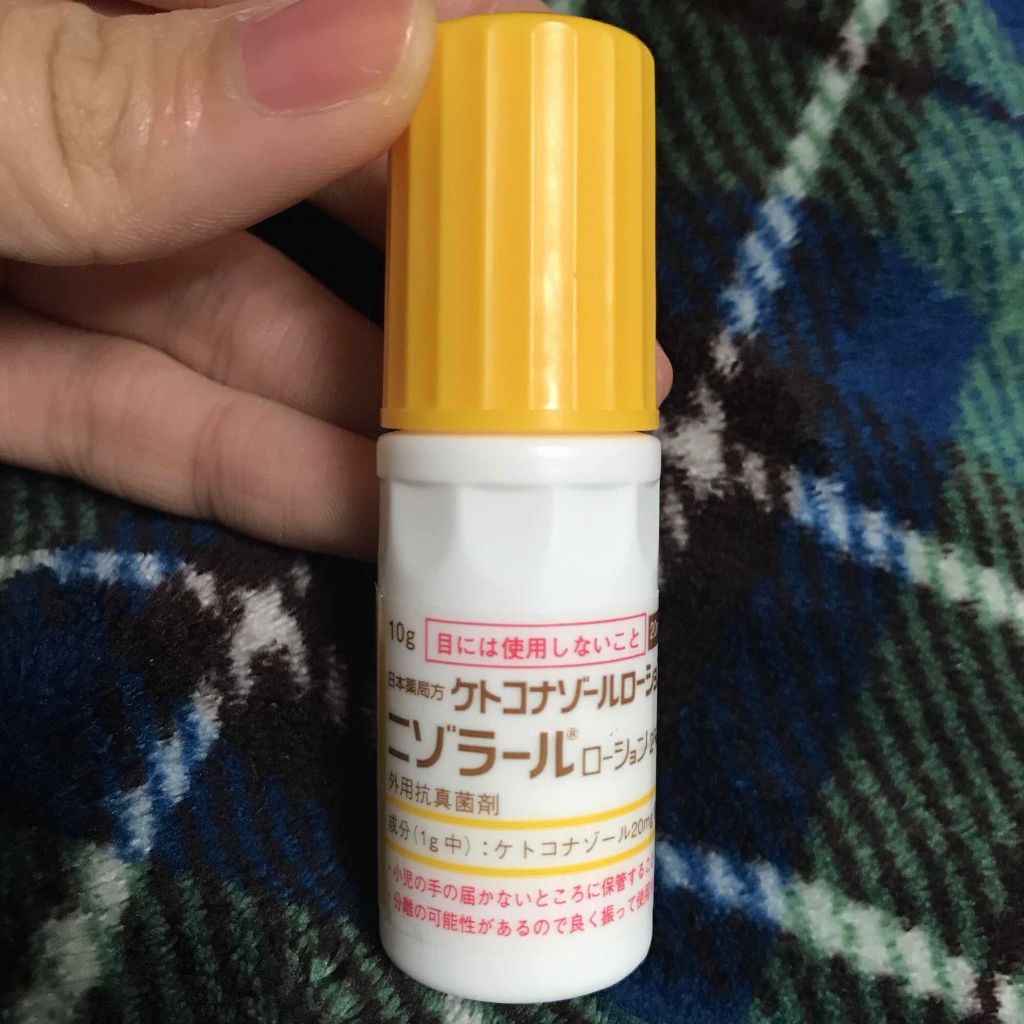 10g 目には使用しないこと
日本薬局方 ケトコナゾールローショ
ニゾラール® ローション
外用抗真菌剤
成分(1g中):ケトコナゾール20mg
・小児の手の届かないところに保管するこ
・分離の可能性があるので良く振って使用